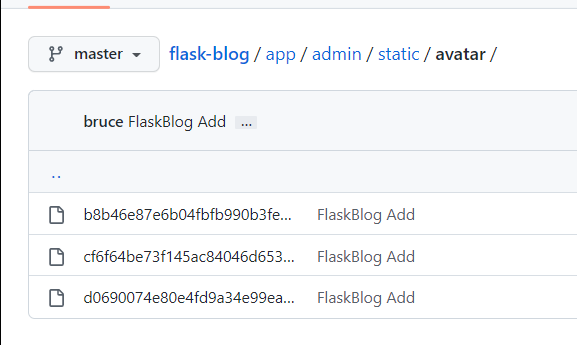 master flask-blog / app / admin / static / avatar /
bruce FlaskBlog Add ...
..
b8b46e87e6b04fbfb990b3fe... FlaskBlog Add
cf6f64be73f145ac84046d653... FlaskBlog Add
d0690074e80e4fd9a34e99ea... FlaskBlog Add